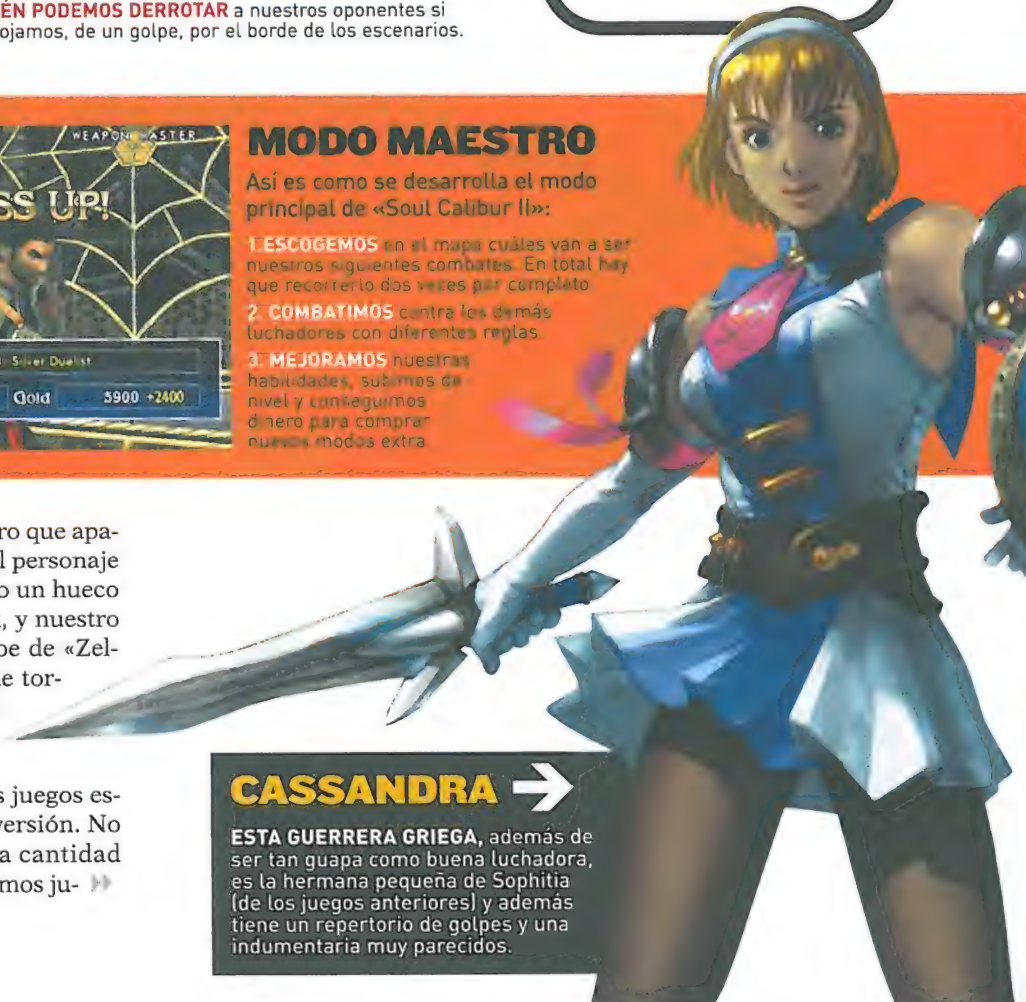 ÉN PODEMOS DERROTAR a nuestros oponentes si
ojamos, de un golpe, por el borde de los escenarios.
WEAPON MASTER
SS UP!
Silver Duelist
Gold 5900 +2400
MODO MAESTRO
Así es como se desarrolla el modo
principal de «Soul Calibur II»:
1.ESCOGEMOS en el mapa cuáles van a ser
nuestros siguientes combates. En total hay
que recorrerlo dos veces por completo.
2. COMBATIMOS contra los demás
luchadores con diferentes reglas.
3. MEJORAMOS nuestras
habilidades, subimos de
nivel y conseguimos
dinero para comprar
nuevos modos extra.
ro que apa-
l personaje
o un hueco
, y nuestro
be de «Zel-
e tor-
s juegos es-
versión. No
a cantidad
mos ju-
CASSANDRA
ESTA GUERRERA GRIEGA, además de
ser tan guapa como buena luchadora,
es la hermana pequeña de Sophitia
(de los juegos anteriores) y además
tiene un repertorio de golpes y una
indumentaria muy parecidos.